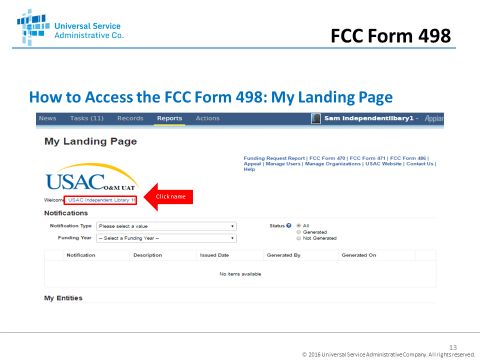 Universal Service
Administrative Co.
FCC Form 498
How to Access the FCC Form 498: My Landing Page
News Tasks (11) Records Reports Actions Sam independentlibary1 - Appian
My Landing Page
Funding Request Report | FCC Form 470 | FCC Form 471 | FCC Form 486 |
Appeal | Manage Users | Manage Organizations | USAC Website | Contact Us |
Help
USAC O&M UAT
Click name
Welcome, USAC Independent Library
Notifications
Notification Type Please select a value Status All
Generated
Funding Year -- Select a Funding Year -- Not Generated
Notification Description Issued Date Generated By Generated On
No items available
My Entities
13
© 2016 Universal Service Administrative Company. All rights reserved.